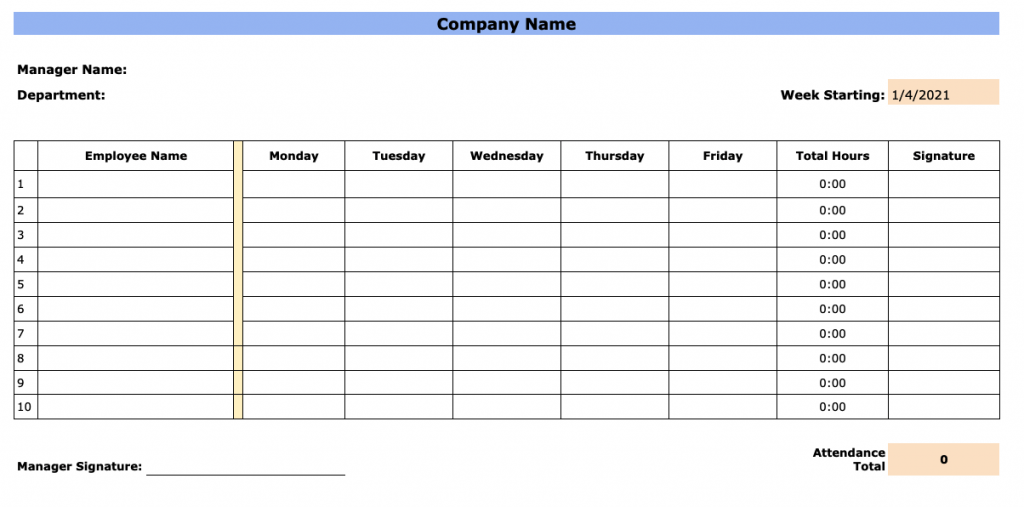 Company Name
Manager Name:
Department:
Week Starting: 1/4/2021
Employee Name Monday Tuesday Wednesday Thursday Friday Total Hours Signature
1 0:00
2 0:00
3 0:00
4 0:00
5 0:00
6 0:00
7 0:00
8 0:00
9 0:00
10 0:00
Manager Signature:
Attendance
Total 0